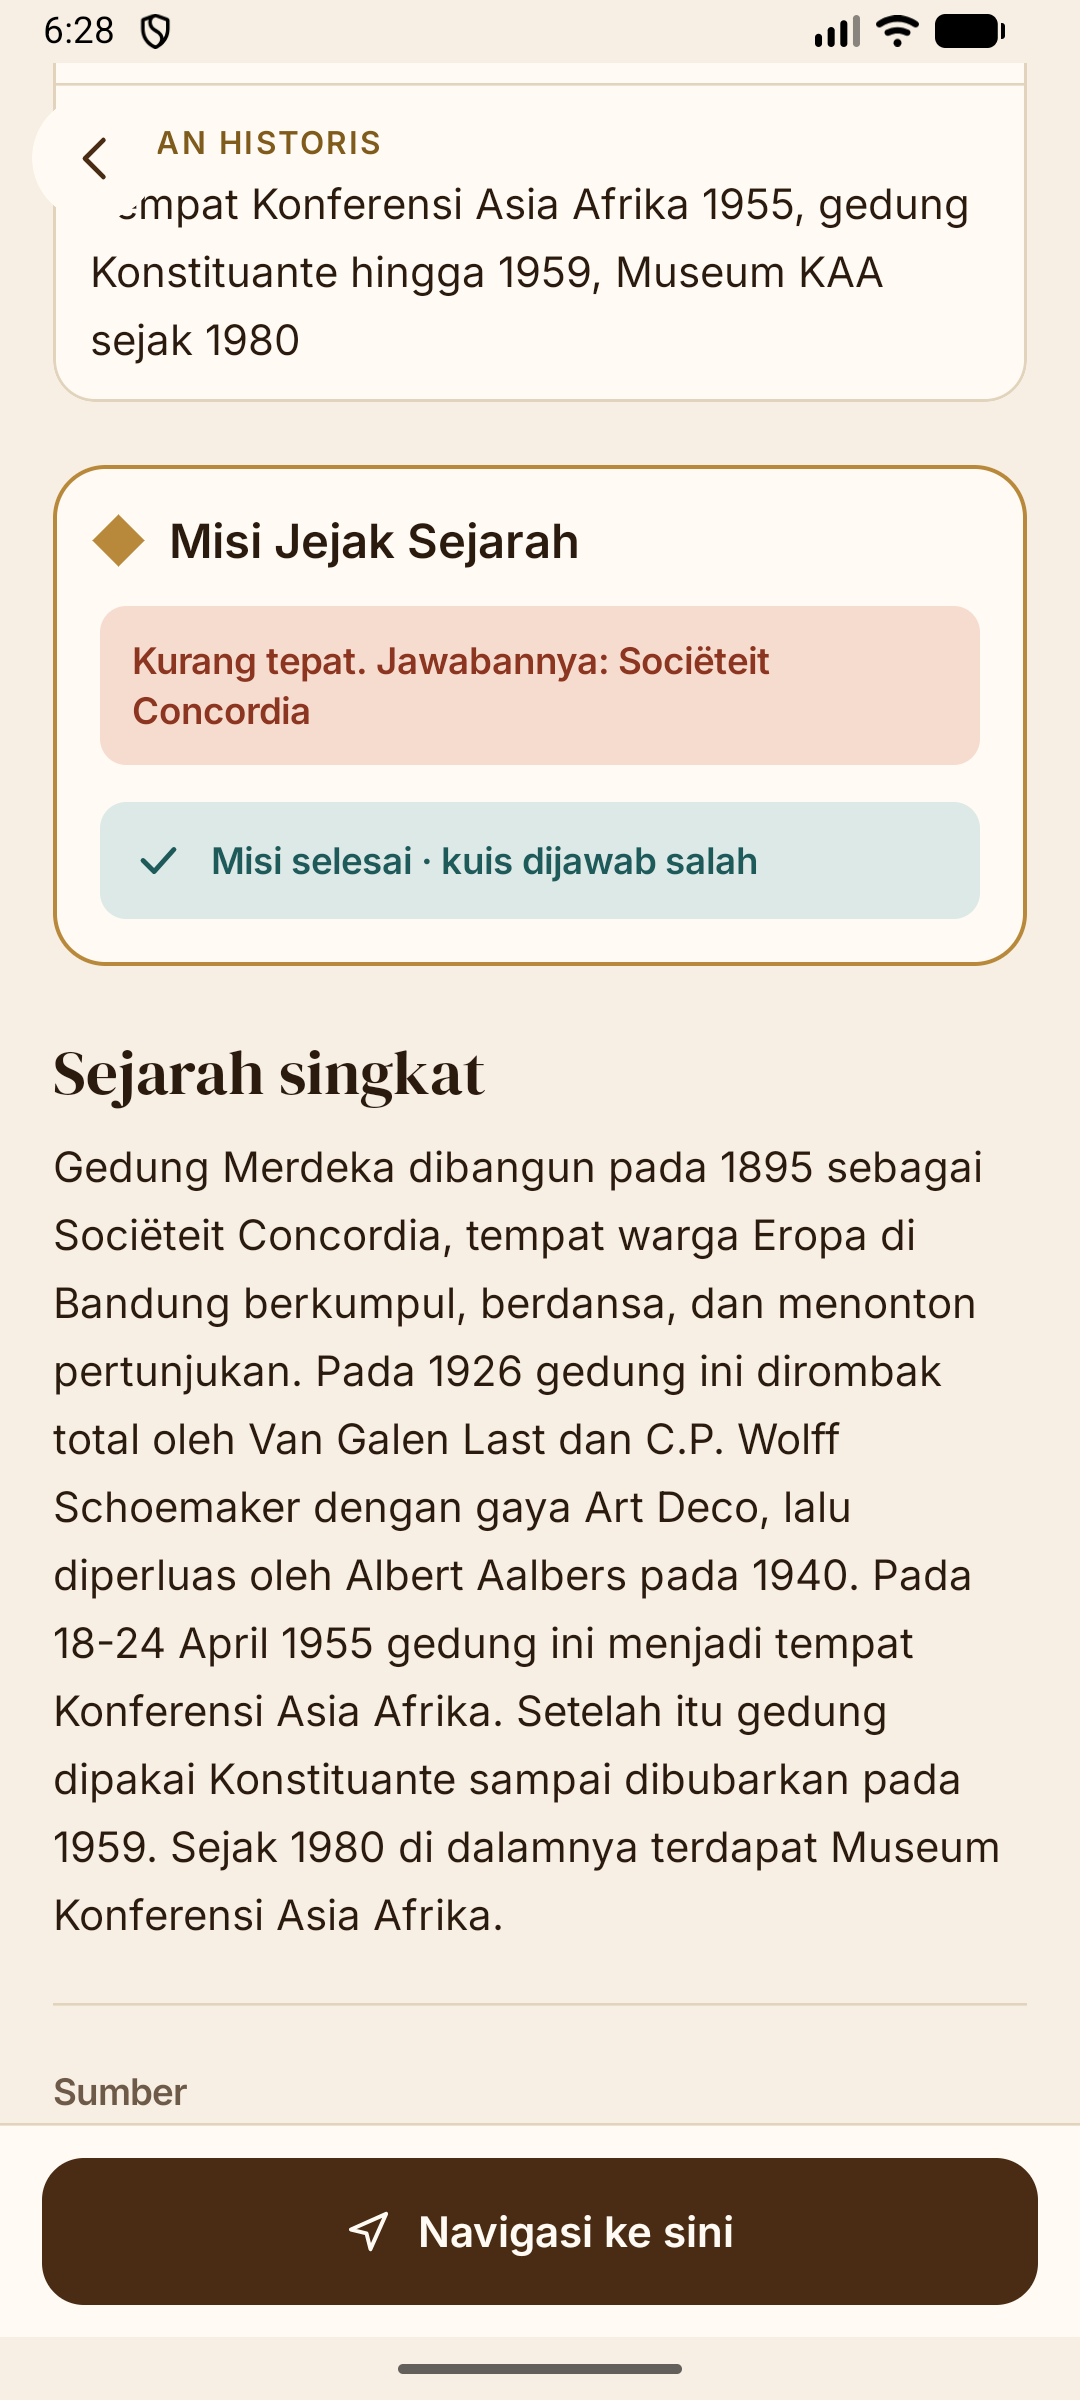 6:28
AN HISTORIS
mpat Konferensi Asia Afrika 1955, gedung
Konstituante hingga 1959, Museum KAA
sejak 1980
Misi Jejak Sejarah
Kurang tepat. Jawabannya: Sociëteit
Concordia
Misi selesai · kuis dijawab salah
Sejarah singkat
Gedung Merdeka dibangun pada 1895 sebagai
Sociëteit Concordia, tempat warga Eropa di
Bandung berkumpul, berdansa, dan menonton
pertunjukan. Pada 1926 gedung ini dirombak
total oleh Van Galen Last dan C.P. Wolff
Schoemaker dengan gaya Art Deco, lalu
diperluas oleh Albert Aalbers pada 1940. Pada
18-24 April 1955 gedung ini menjadi tempat
Konferensi Asia Afrika. Setelah itu gedung
dipakai Konstituante sampai dibubarkan pada
1959. Sejak 1980 di dalamnya terdapat Museum
Konferensi Asia Afrika.
Sumber
Navigasi ke sini